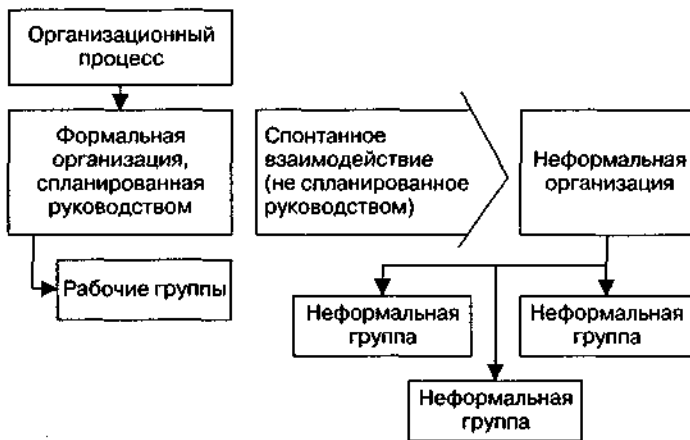 Организационный
процесс
Формальная
организация,
спланированная
руководством
Спонтанное
взаимодействие
(не спланированное
руководством)
Неформальная
организация
Рабочие группы
Неформальная
группа
Неформальная
группа
Неформальная
группа